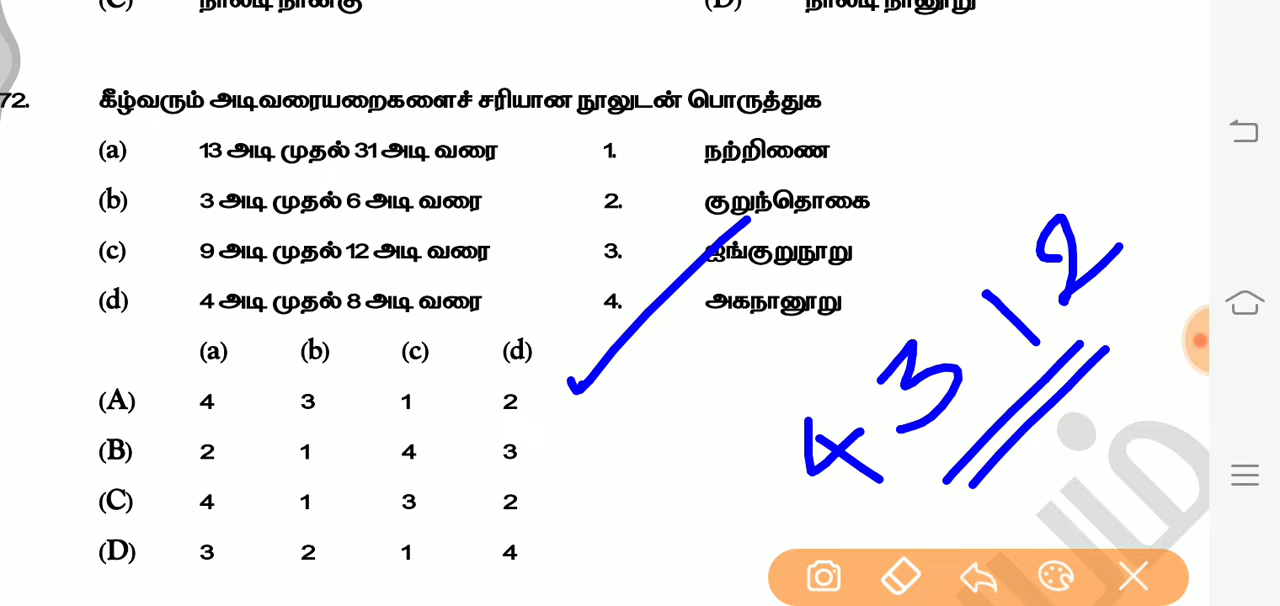 (C) நாலடி நான்கு (D) நாலடி நானூறு
72. கீழ்வரும் அடிவரையறைகளைச் சரியான நூலுடன் பொருத்துக
(a) 13 அடி முதல் 31 அடி வரை 1. நற்றிணை
(b) 3 அடி முதல் 6 அடி வரை 2. குறுந்தொகை
(c) 9 அடி முதல் 12 அடி வரை 3. ஐங்குறுநூறு
(d) 4 அடி முதல் 8 அடி வரை 4. அகநானூறு
(a) (b) (c) (d)
(A) 4 3 1 2
(B) 2 1 4 3
(C) 4 1 3 2
(D) 3 2 1 4
4 3 1 2